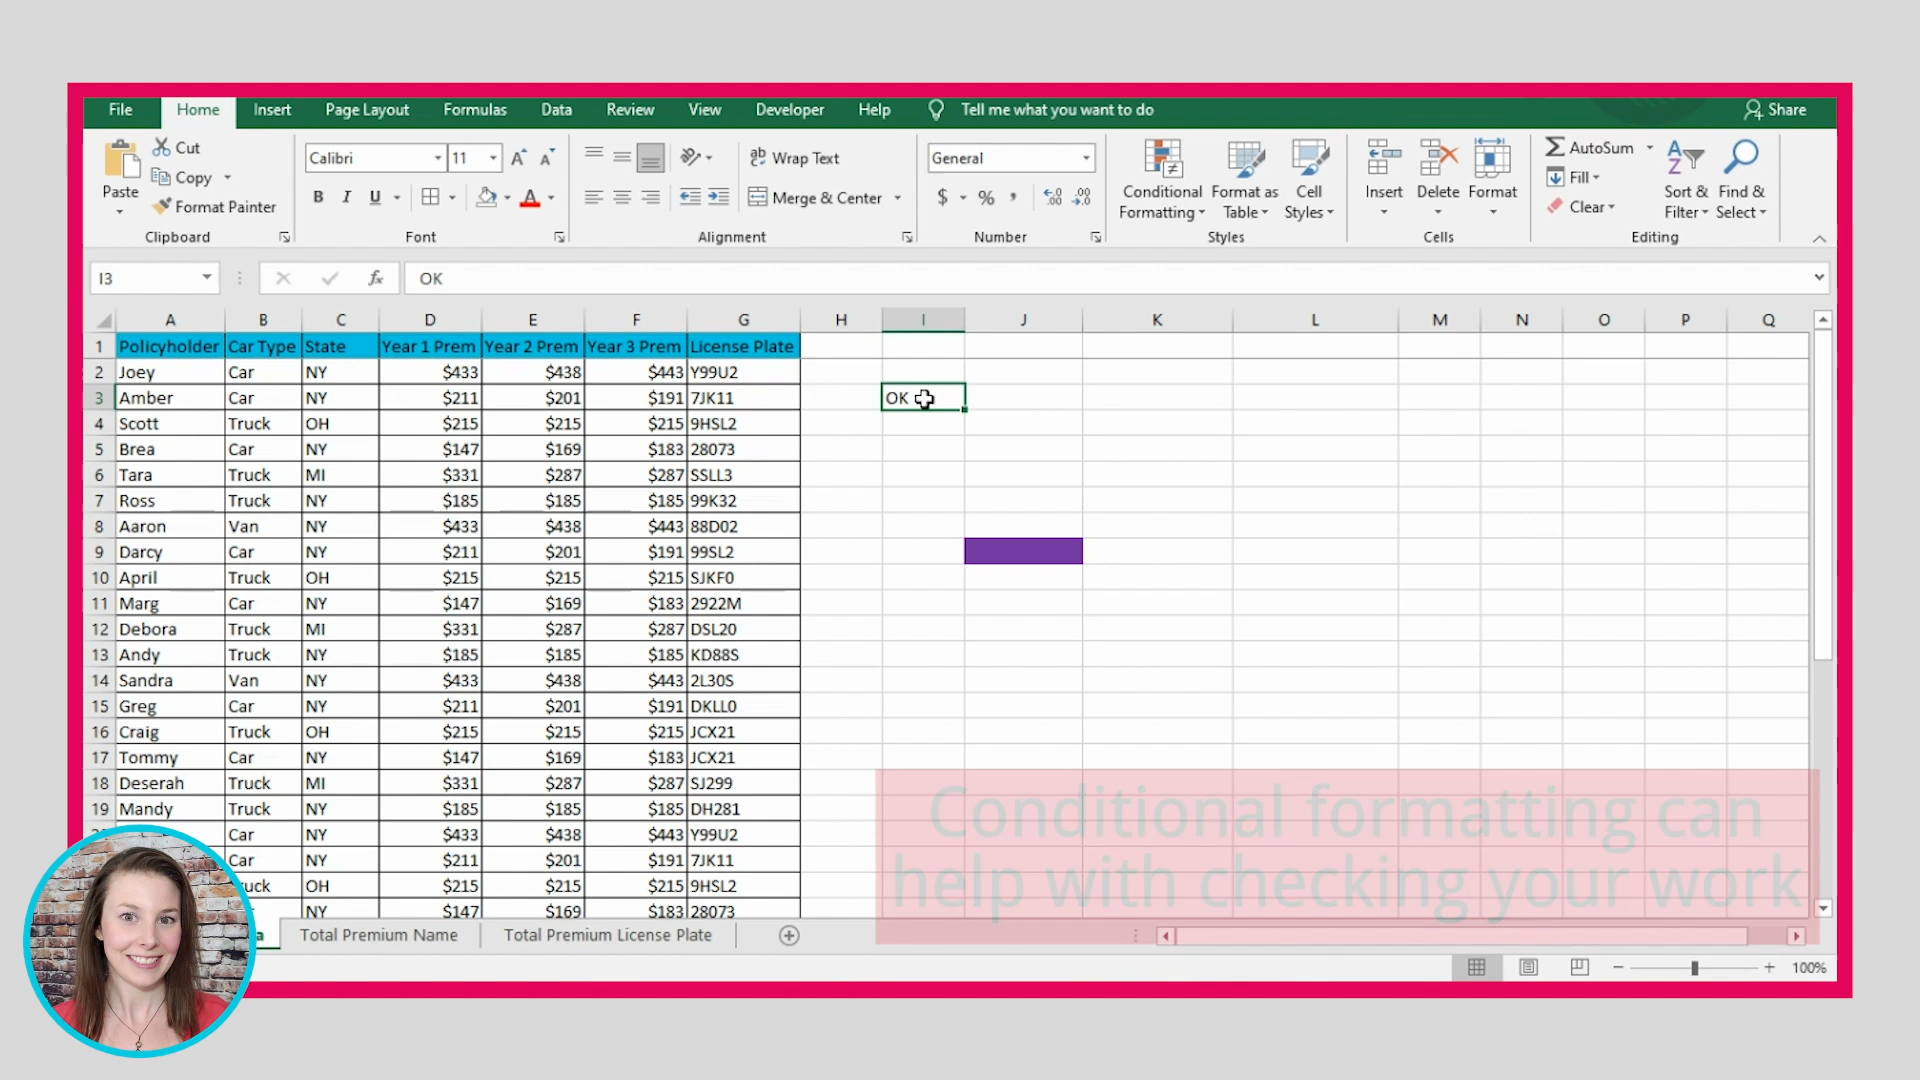 File Home Insert Page Layout Formulas Data Review View Developer Help Tell me what you want to do Share
Cut
Copy
Format Painter
Paste
Clipboard
Calibri 11
B I U A
Font
ab Wrap Text
Merge & Center
Alignment
General
$ % ,
Number
Conditional Formatting
Format as Table
Cell Styles
Styles
Insert Delete Format
Cells
AutoSum
Fill
Clear
Sort & Filter
Find & Select
Editing
I3 fx OK
A B C D E F G H I J K L M N O P Q
1 Policyholder Car Type State Year 1 Prem Year 2 Prem Year 3 Prem License Plate
2 Joey Car NY $433 $438 $443 Y99U2
3 Amber Car NY $211 $201 $191 7JK11 OK
4 Scott Truck OH $215 $215 $215 9HSL2
5 Brea Car NY $147 $169 $183 28073
6 Tara Truck MI $331 $287 $287 SSLL3
7 Ross Truck NY $185 $185 $185 99K32
8 Aaron Van NY $433 $438 $443 88D02
9 Darcy Car NY $211 $201 $191 99SL2
10 April Truck OH $215 $215 $215 SJKF0
11 Marg Car NY $147 $169 $183 2922M
12 Debora Truck MI $331 $287 $287 DSL20
13 Andy Truck NY $185 $185 $185 KD88S
14 Sandra Van NY $433 $438 $443 2L30S
15 Greg Car NY $211 $201 $191 DKLL0
16 Craig Truck OH $215 $215 $215 JCX21
17 Tommy Car NY $147 $169 $183 JCX21
18 Deserah Truck MI $331 $287 $287 SJ299
19 Mandy Truck NY $185 $185 $185 DH281
Car NY $433 $438 $443 Y99U2
Car NY $211 $201 $191 7JK11
OH $215 $215 $215 9HSL2
NY $147 $169 $183 28073
Conditional formatting can
help with checking your work
Total Premium Name Total Premium License Plate
100%